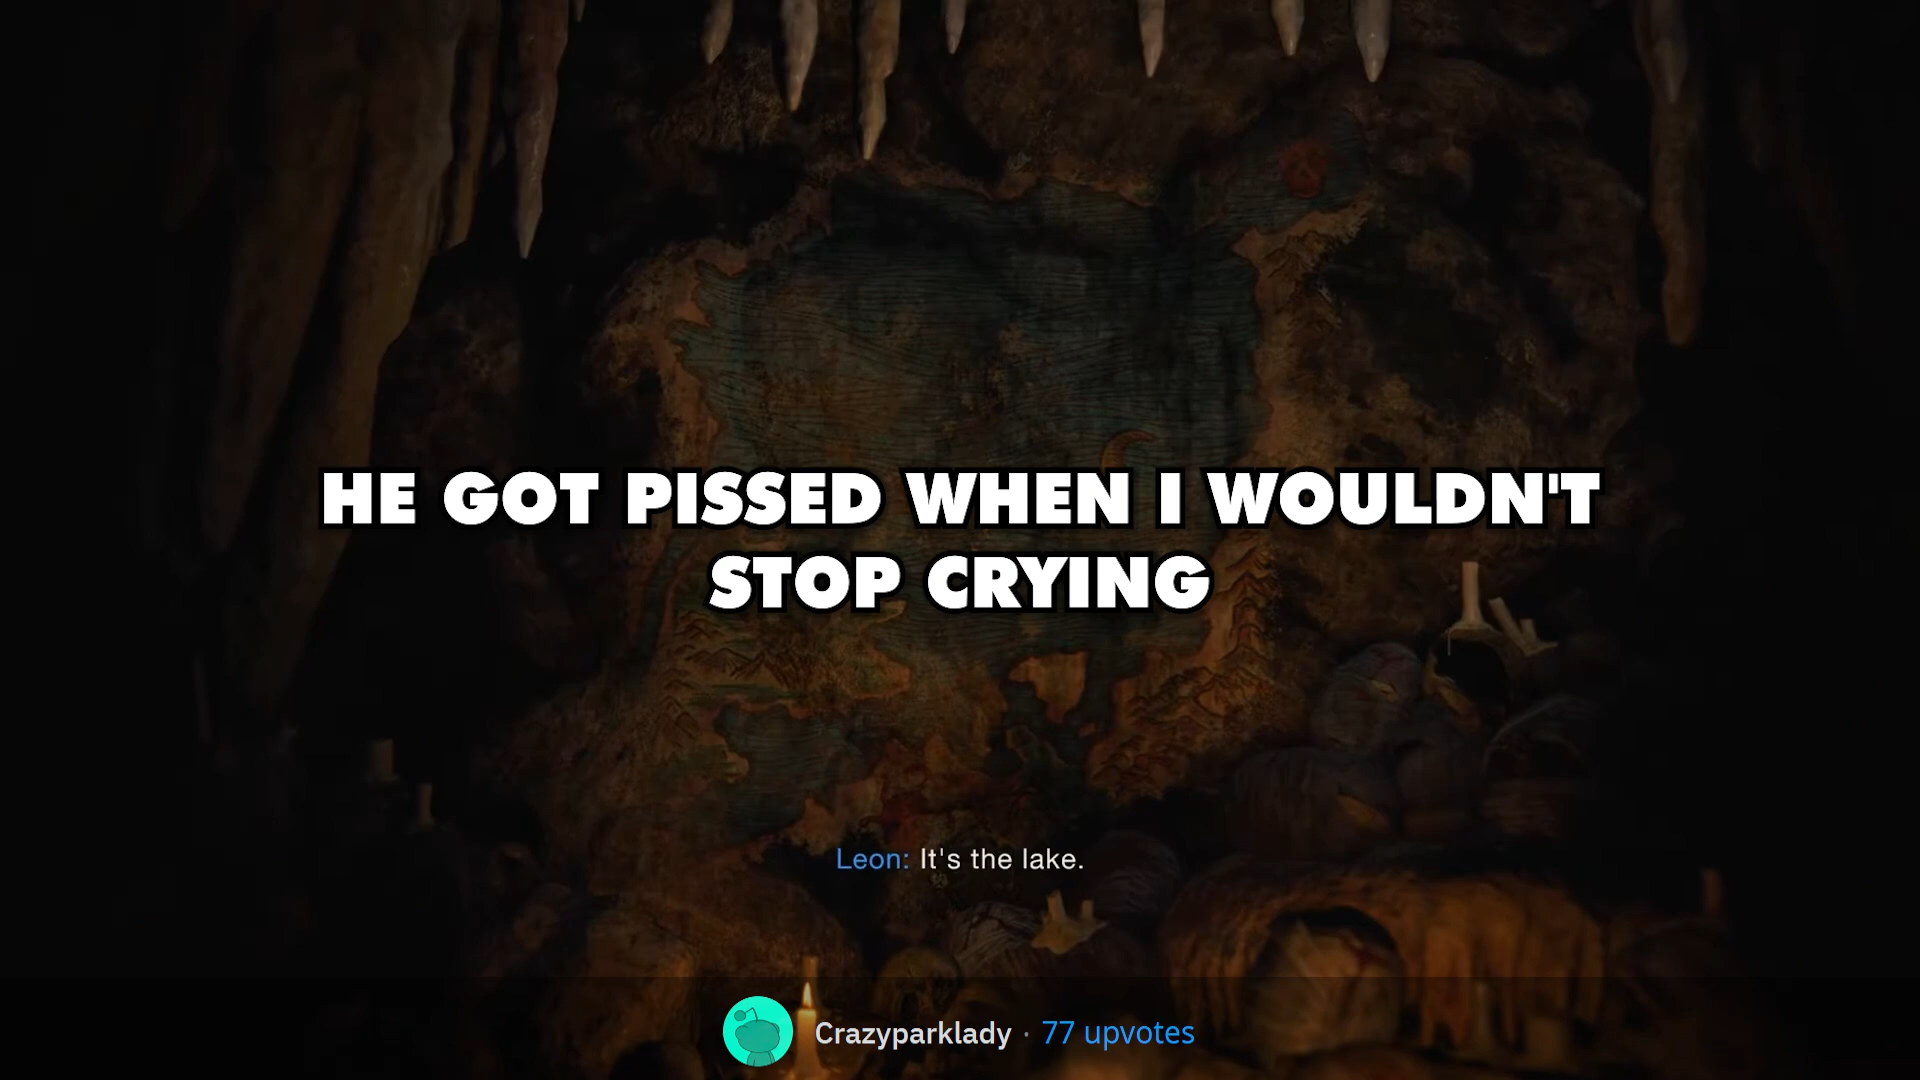 HE GOT PISSED WHEN I WOULDN'T
STOP CRYING
Leon: It's the lake.
Crazyparklady · 77 upvotes